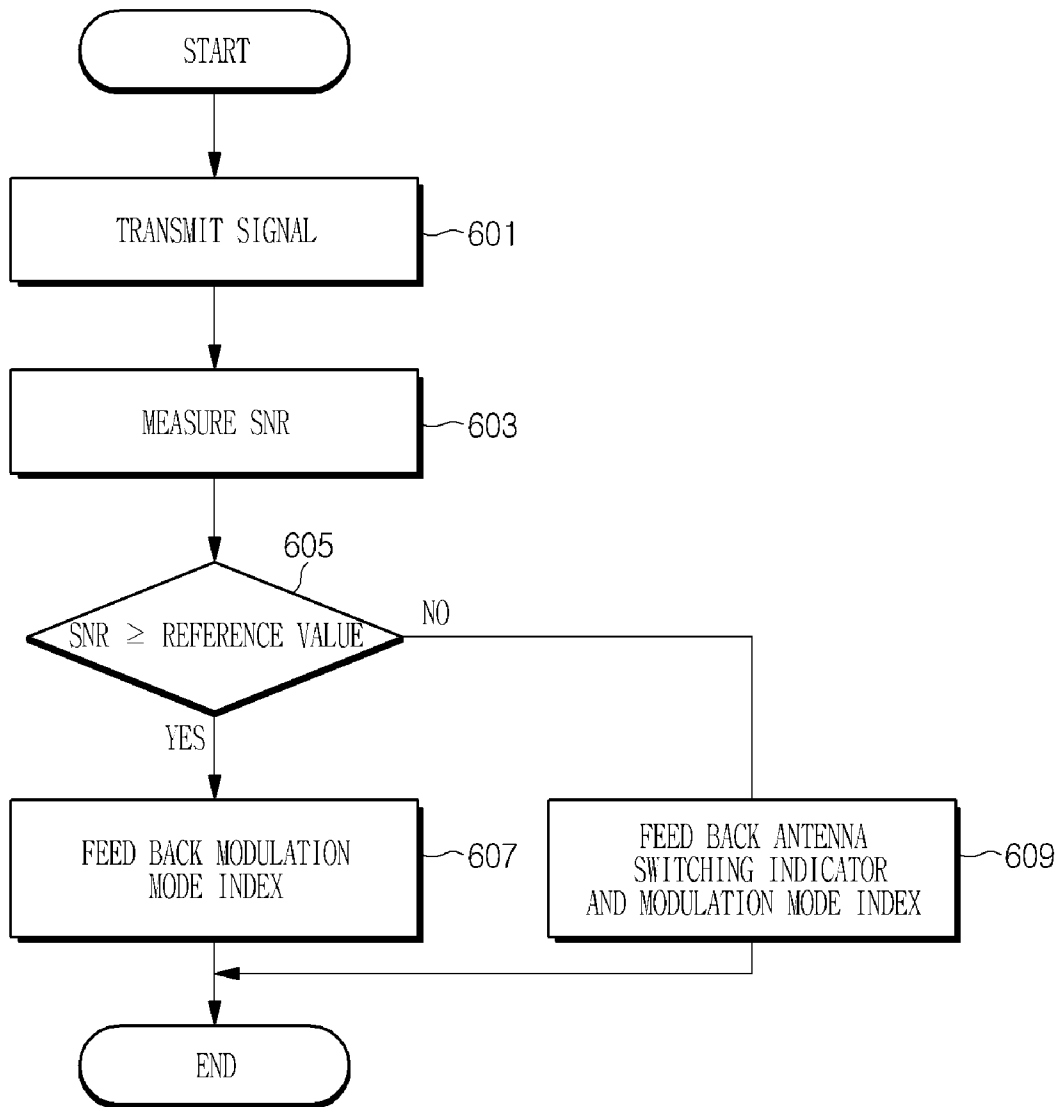 START
TRANSMIT SIGNAL
601
MEASURE SNR
603
605
SNR ≥ REFERENCE VALUE
NO
YES
FEED BACK MODULATION
MODE INDEX
607
FEED BACK ANTENNA
SWITCHING INDICATOR
AND MODULATION MODE INDEX
609
END